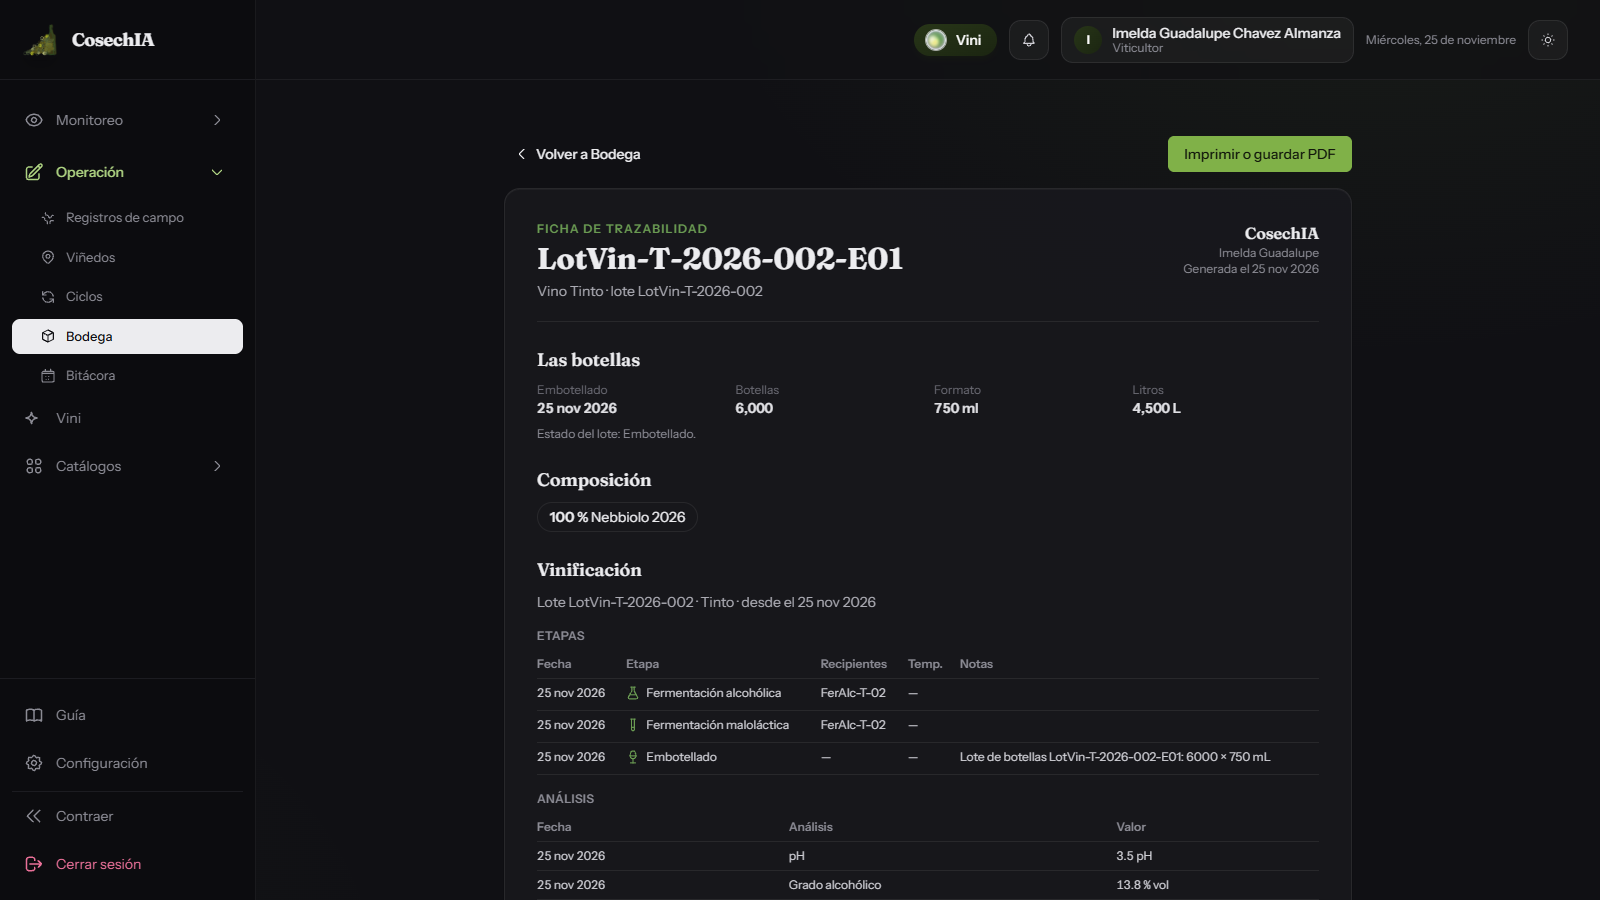 CosechIA
Vini
I
Imelda Guadalupe Chavez Almanza
Viticultor
Miércoles, 25 de noviembre
Monitoreo
Operación
Registros de campo
Viñedos
Ciclos
Bodega
Bitácora
Vini
Catálogos
Guía
Configuración
Contraer
Cerrar sesión
Volver a Bodega
Imprimir o guardar PDF
FICHA DE TRAZABILIDAD
LotVin-T-2026-002-E01
Vino Tinto · lote LotVin-T-2026-002
CosechIA
Imelda Guadalupe
Generada el 25 nov 2026
Las botellas
Embotellado Botellas Formato Litros
25 nov 2026 6,000 750 ml 4,500 L
Estado del lote: Embotellado.
Composición
100 % Nebbiolo 2026
Vinificación
Lote LotVin-T-2026-002 · Tinto · desde el 25 nov 2026
ETAPAS
Fecha Etapa Recipientes Temp. Notas
25 nov 2026 Fermentación alcohólica FerAlc-T-02 —
25 nov 2026 Fermentación maloláctica FerAlc-T-02 —
25 nov 2026 Embotellado — — Lote de botellas LotVin-T-2026-002-E01: 6000 × 750 mL
ANÁLISIS
Fecha Análisis Valor
25 nov 2026 pH 3.5 pH
25 nov 2026 Grado alcohólico 13.8 % vol